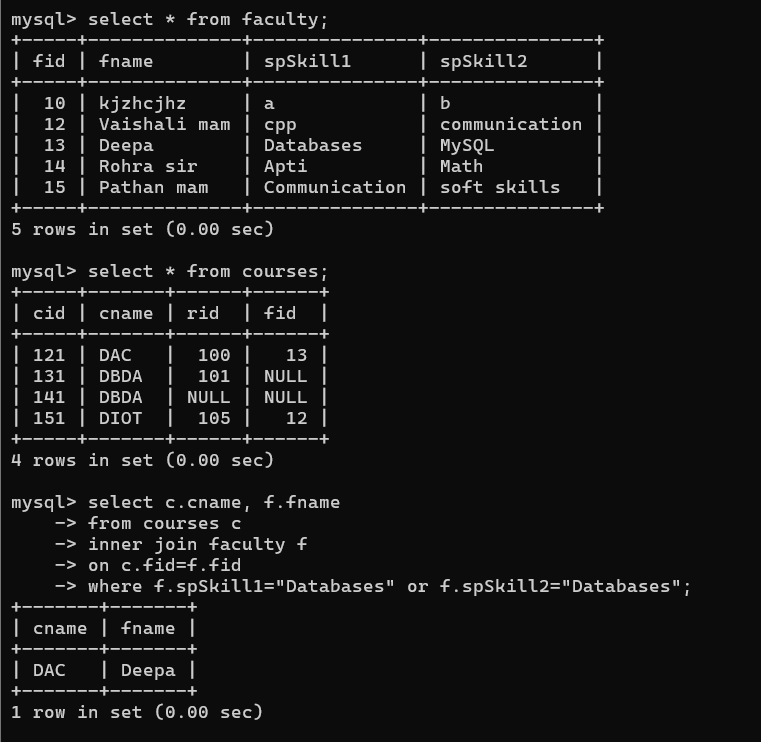 mysql> select * from faculty;
+-----+--------------+---------------+---------------+
| fid | fname        | spSkill1      | spSkill2      |
+-----+--------------+---------------+---------------+
|  10 | kjzhcjhz     | a             | b             |
|  12 | Vaishali mam | cpp           | communication |
|  13 | Deepa        | Databases     | MySQL         |
|  14 | Rohra sir    | Apti          | Math          |
|  15 | Pathan mam   | Communication | soft skills   |
+-----+--------------+---------------+---------------+
5 rows in set (0.00 sec)

mysql> select * from courses;
+-----+-------+------+------+
| cid | cname | rid  | fid  |
+-----+-------+------+------+
| 121 | DAC   |  100 |   13 |
| 131 | DBDA  |  101 | NULL |
| 141 | DBDA  | NULL | NULL |
| 151 | DIOT  |  105 |   12 |
+-----+-------+------+------+
4 rows in set (0.00 sec)

mysql> select c.cname, f.fname
    -> from courses c
    -> inner join faculty f
    -> on c.fid=f.fid
    -> where f.spSkill1="Databases" or f.spSkill2="Databases";
+-------+-------+
| cname | fname |
+-------+-------+
| DAC   | Deepa |
+-------+-------+
1 row in set (0.00 sec)